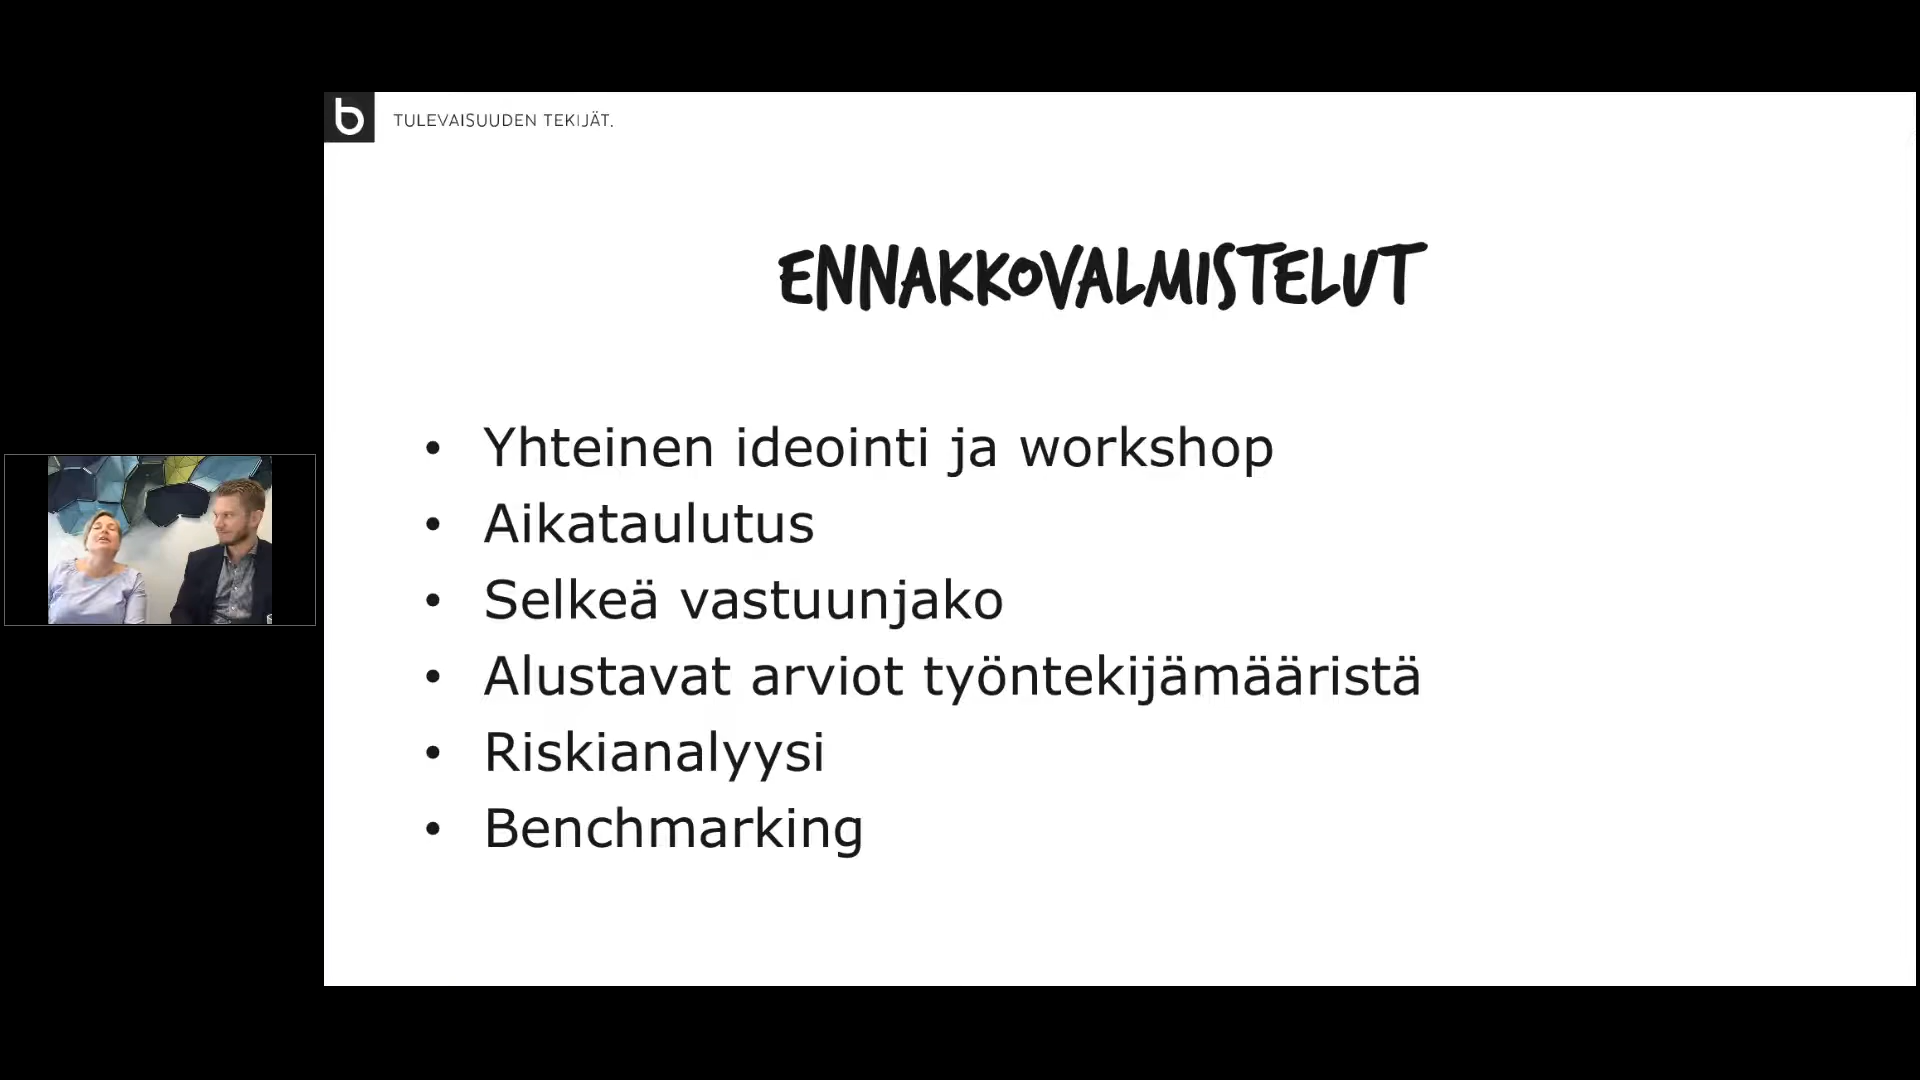 b TULEVAISUUDEN TEKIJÄT.
ENNAKKOVALMISTELUT
• Yhteinen ideointi ja workshop
• Aikataulutus
• Selkeä vastuunjako
• Alustavat arviot työntekijämääristä
• Riskianalyysi
• Benchmarking